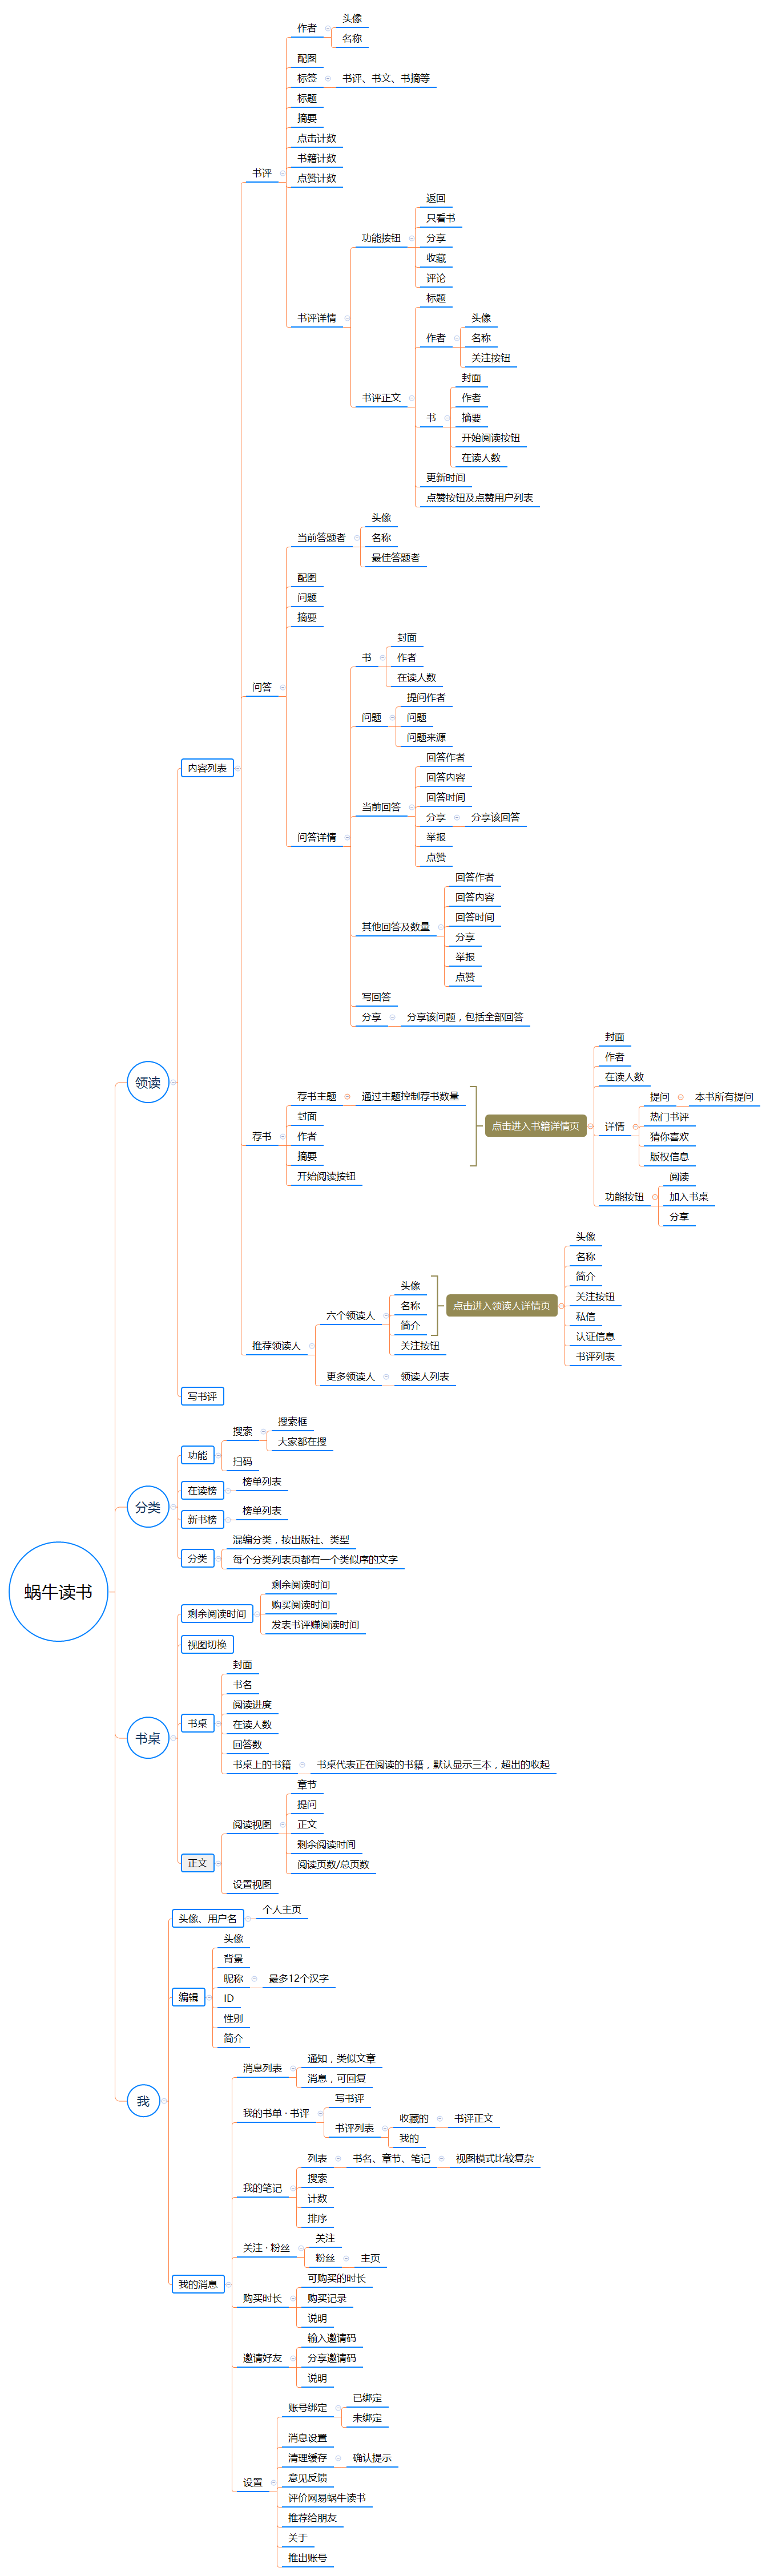 蜗牛读书
领读
内容列表
书评
作者
头像
名称
配图
标签
书评、书文、书摘等
标题
摘要
点击计数
书籍计数
点赞计数
书评详情
功能按钮
返回
只看书
分享
收藏
评论
书评正文
标题
作者
头像
名称
关注按钮
书
封面
作者
摘要
开始阅读按钮
在读人数
更新时间
点赞按钮及点赞用户列表
问答
当前答题者
头像
名称
最佳答题者
配图
问题
摘要
问答详情
书
封面
作者
在读人数
问题
提问作者
问题
问题来源
当前回答
回答作者
回答内容
回答时间
分享
分享该回答
举报
点赞
其他回答及数量
回答作者
回答内容
回答时间
分享
举报
点赞
写回答
分享
分享该问题，包括全部回答
荐书
荐书主题
通过主题控制荐书数量
封面
作者
摘要
开始阅读按钮
点击进入书籍详情页
封面
作者
在读人数
详情
提问
本书所有提问
热门书评
猜你喜欢
版权信息
功能按钮
阅读
加入书桌
分享
推荐领读人
六个领读人
头像
名称
简介
关注按钮
点击进入领读人详情页
头像
名称
简介
关注按钮
私信
认证信息
书评列表
更多领读人
领读人列表
写书评
分类
功能
搜索
搜索框
大家都在搜
扫码
在读榜
榜单列表
新书榜
榜单列表
分类
混编分类，按出版社、类型
每个分类列表页都有一个类似序的文字
书桌
剩余阅读时间
剩余阅读时间
购买阅读时间
发表书评赚阅读时间
视图切换
书桌
封面
书名
阅读进度
在读人数
回答数
书桌上的书籍
书桌代表正在阅读的书籍，默认显示三本，超出的收起
正文
阅读视图
章节
提问
正文
剩余阅读时间
阅读页数/总页数
设置视图
我
头像、用户名
个人主页
编辑
头像
背景
昵称
最多12个汉字
ID
性别
简介
我的消息
消息列表
通知，类似文章
消息，可回复
我的书单 · 书评
写书评
书评列表
收藏的
书评正文
我的
我的笔记
列表
书名、章节、笔记
视图模式比较复杂
搜索
计数
排序
关注 · 粉丝
关注
粉丝
主页
购买时长
可购买的时长
购买记录
说明
邀请好友
输入邀请码
分享邀请码
说明
设置
账号绑定
已绑定
未绑定
消息设置
清理缓存
确认提示
意见反馈
评价网易蜗牛读书
推荐给朋友
关于
推出账号